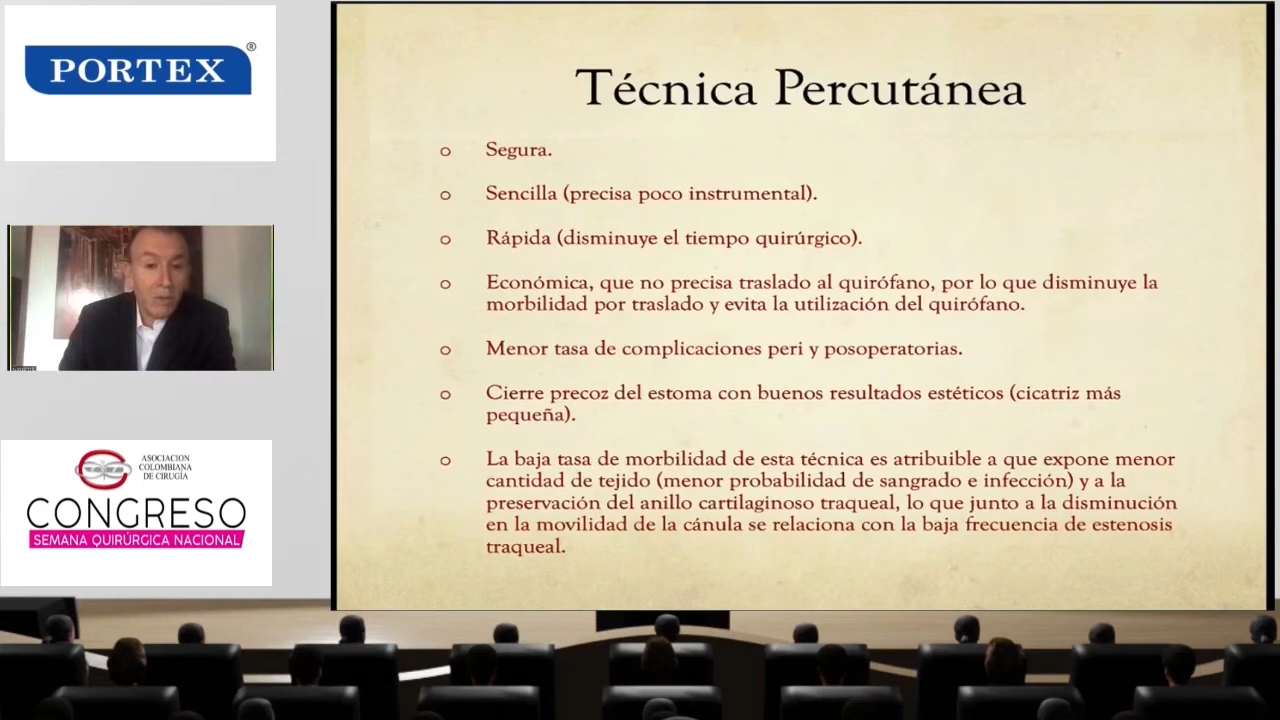 PORTEX
®
ASOCIACION
COLOMBIANA
DE CIRUGÍA
CONGRESO
SEMANA QUIRÚRGICA NACIONAL
Técnica Percutánea
o Segura.
o Sencilla (precisa poco instrumental).
o Rápida (disminuye el tiempo quirúrgico).
o Económica, que no precisa traslado al quirófano, por lo que disminuye la
morbilidad por traslado y evita la utilización del quirófano.
o Menor tasa de complicaciones peri y posoperatorias.
o Cierre precoz del estoma con buenos resultados estéticos (cicatriz más
pequeña).
o La baja tasa de morbilidad de esta técnica es atribuible a que expone menor
cantidad de tejido (menor probabilidad de sangrado e infección) y a la
preservación del anillo cartilaginoso traqueal, lo que junto a la disminución
en la movilidad de la cánula se relaciona con la baja frecuencia de estenosis
traqueal.